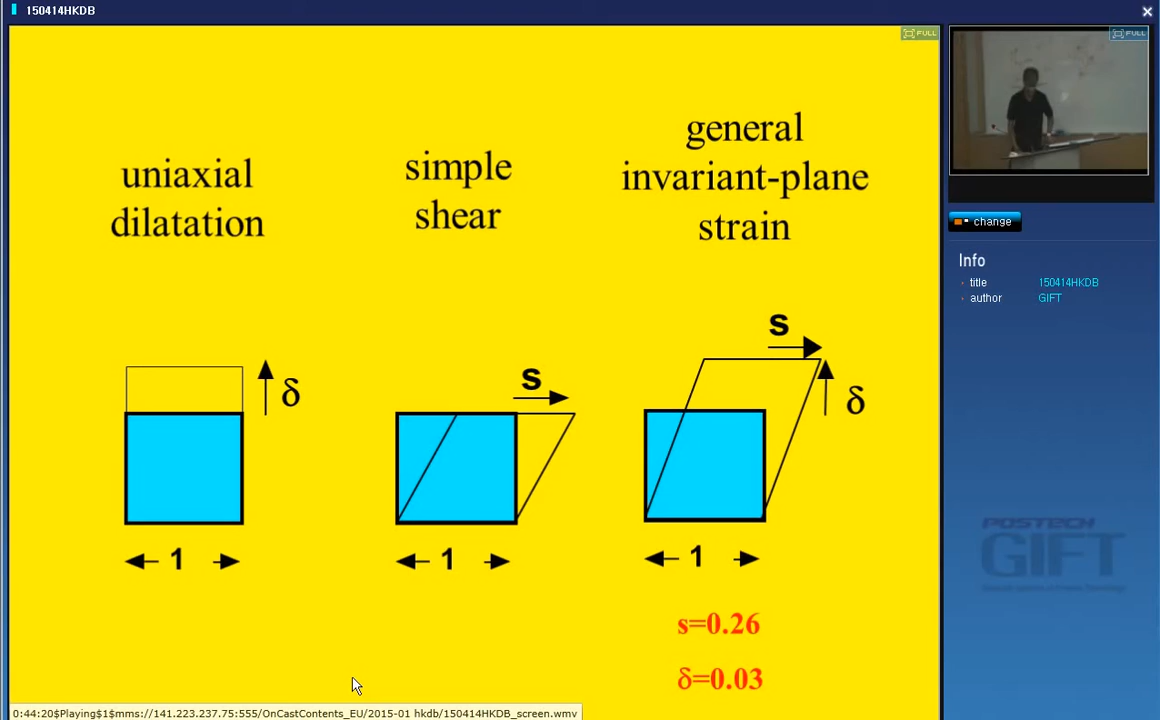 150414HKDB
FULL
FULL
uniaxial
dilatation
simple
shear
general
invariant-plane
strain
δ
s
s
δ
1
1
1
s=0.26
δ=0.03
change
Info
title 150414HKDB
author GIFT
POSTECH
GIFT
0:44:20$Playing$1$mms://141.223.237.75:555/OnCastContents_EU/2015-01 hkdb/150414HKDB_screen.wmv